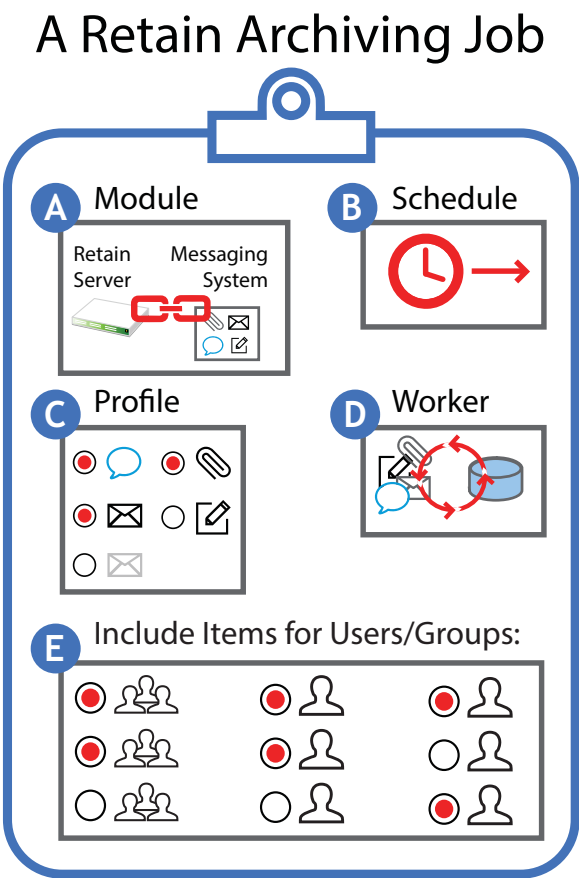 A Retain Archiving Job
A Module
Retain Server
Messaging System
B Schedule
C Profile
D Worker
E Include Items for Users/Groups: